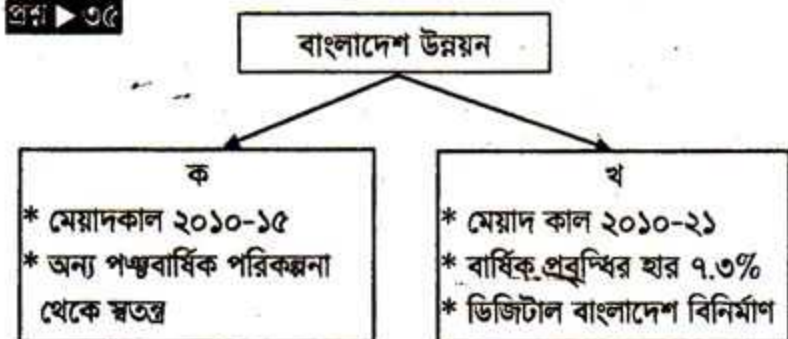 প্রশ্ন ▶ ৩৫
বাংলাদেশ উন্নয়ন
ক
* মেয়াদকাল ২০১০-১৫
* অন্য পঞ্চবার্ষিক পরিকল্পনা
থেকে স্বতন্ত্র
খ
* মেয়াদ কাল ২০১০-২১
* বার্ষিক প্রবৃদ্ধির হার ৭.৩%
* ডিজিটাল বাংলাদেশ বিনির্মাণ